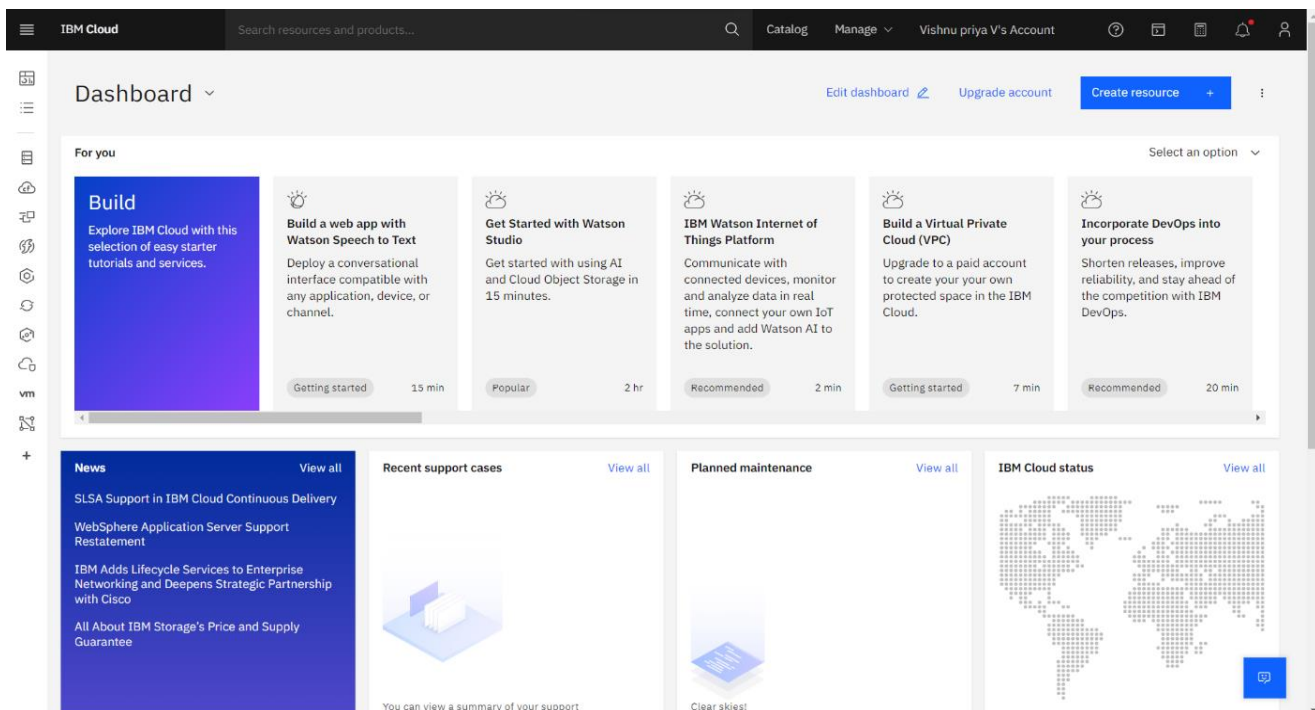 IBM Cloud
Search resources and products...
Catalog
Manage
Vishnu priya V's Account
Dashboard
Edit dashboard
Upgrade account
Create resource +
For you
Select an option
Build
Explore IBM Cloud with this
selection of easy starter
tutorials and services.
Build a web app with
Watson Speech to Text
Deploy a conversational
interface compatible with
any application, device, or
channel.
Getting started
15 min
Get Started with Watson
Studio
Get started with using AI
and Cloud Object Storage in
15 minutes.
Popular
2 hr
IBM Watson Internet of
Things Platform
Communicate with
connected devices, monitor
and analyze data in real
time, connect your own IoT
apps and add Watson AI to
the solution.
Recommended
2 min
Build a Virtual Private
Cloud (VPC)
Upgrade to a paid account
to create your your own
protected space in the IBM
Cloud.
Getting started
7 min
Incorporate DevOps into
your process
Shorten releases, improve
reliability, and stay ahead of
the competition with IBM
DevOps.
Recommended
20 min
vm
News
View all
SLSA Support in IBM Cloud Continuous Delivery
WebSphere Application Server Support
Restatement
IBM Adds Lifecycle Services to Enterprise
Networking and Deepens Strategic Partnership
with Cisco
All About IBM Storage's Price and Supply
Guarantee
Recent support cases
View all
You can view a summary of your support
Planned maintenance
View all
Clear skies!
IBM Cloud status
View all